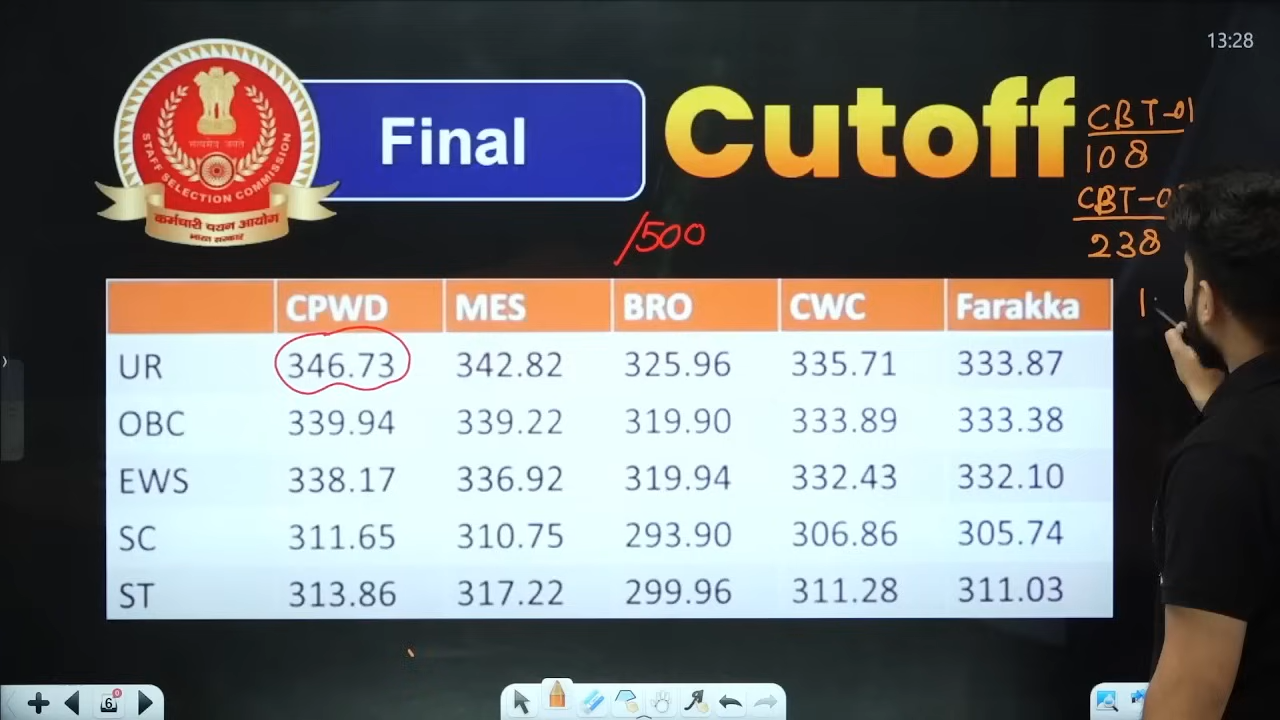 13:28
STAFF SELECTION COMMISSION
सत्यमेव जयते
कर्मचारी चयन आयोग
भारत सरकार
Final Cutoff
CBT-01
108
CBT-0
238
1
/500
CPWD MES BRO CWC Farakka
UR 346.73 342.82 325.96 335.71 333.87
OBC 339.94 339.22 319.90 333.89 333.38
EWS 338.17 336.92 319.94 332.43 332.10
SC 311.65 310.75 293.90 306.86 305.74
ST 313.86 317.22 299.96 311.28 311.03
6
0